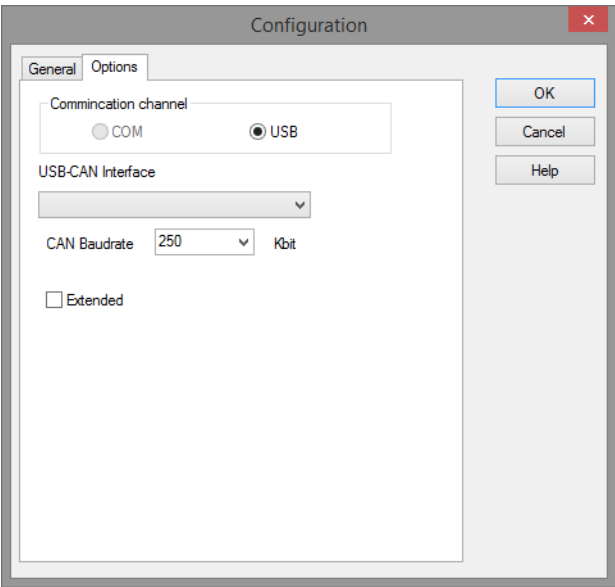 Configuration
General Options
Commincation channel
COM USB
USB-CAN Interface
CAN Baudrate 250 Kbit
Extended
OK
Cancel
Help